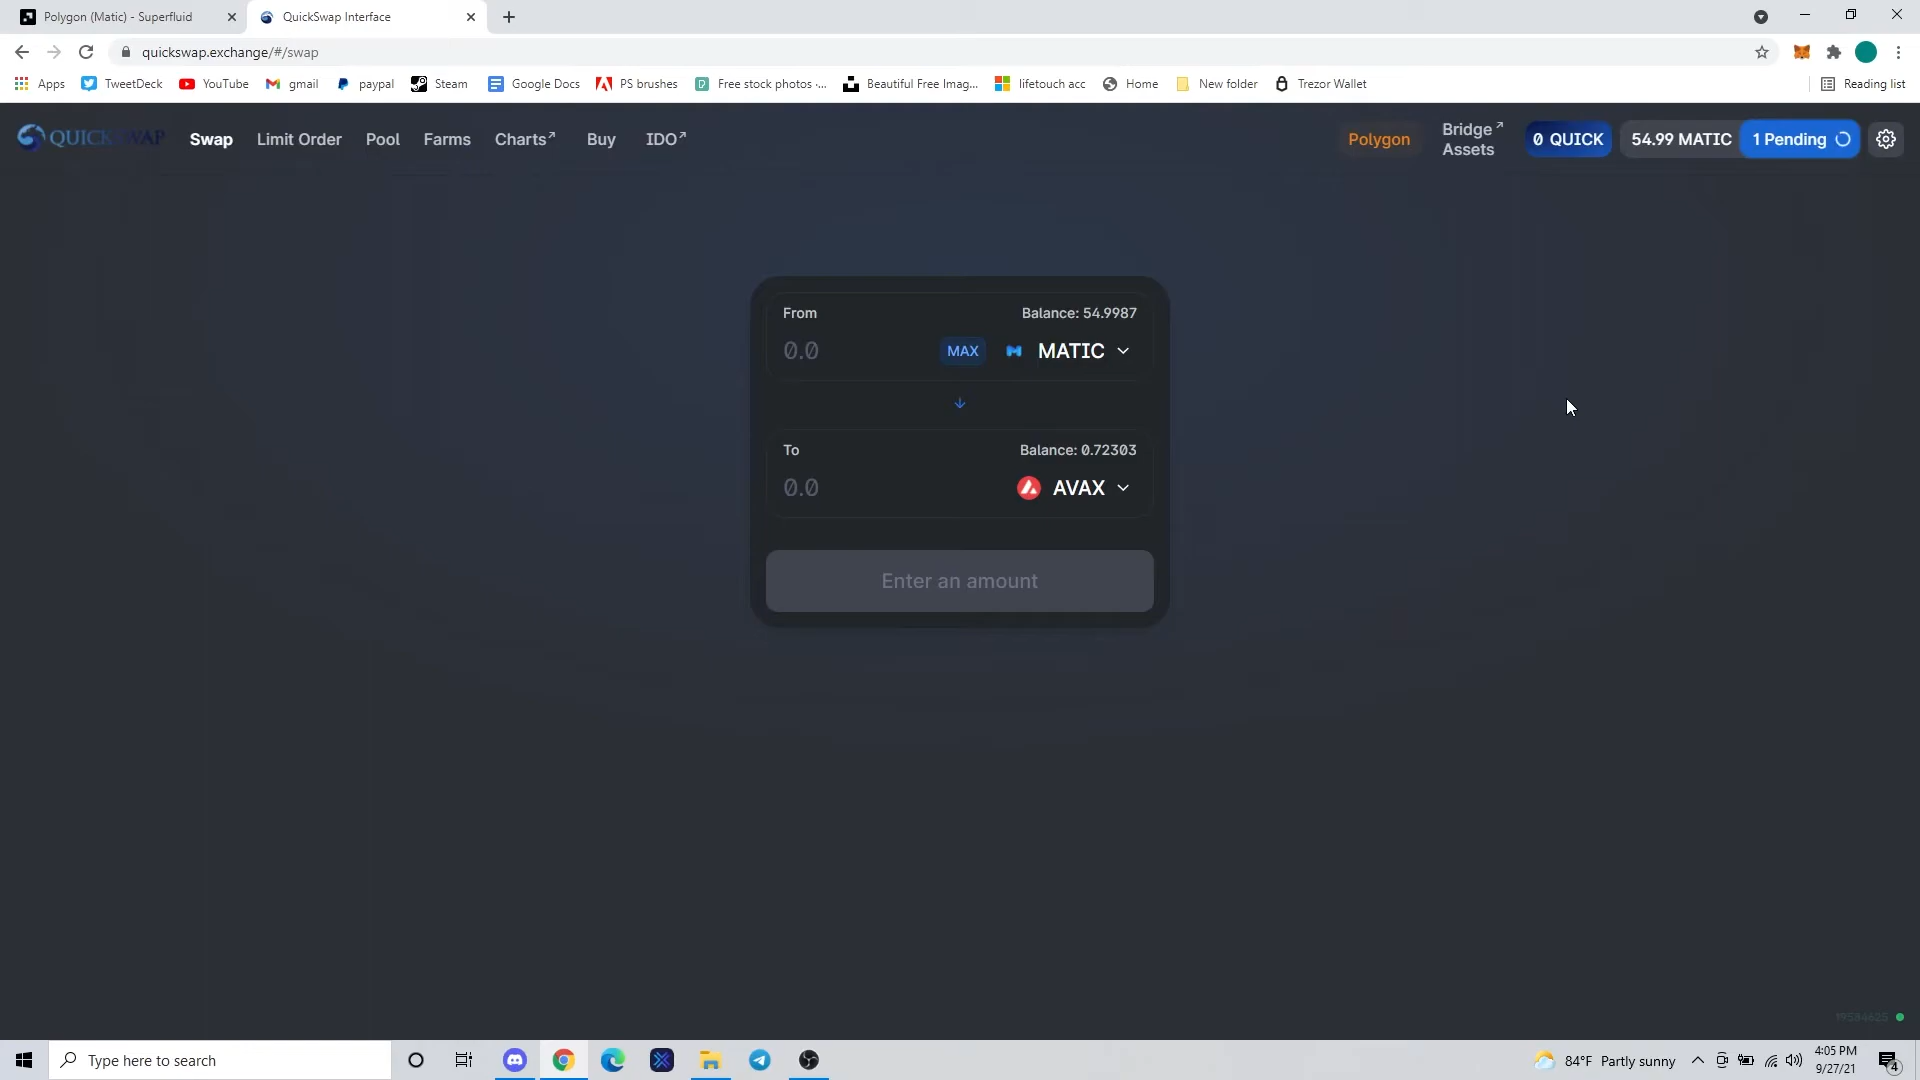 Polygon (Matic) - Superfluid
QuickSwap Interface
quickswap.exchange/#/swap
Apps
TweetDeck
YouTube
gmail
paypal
Steam
Google Docs
PS brushes
Free stock photos ·...
Beautiful Free Imag...
lifetouch acc
Home
New folder
Trezor Wallet
Reading list
QUICKSWAP
Swap
Limit Order
Pool
Farms
Charts↗
Buy
IDO↗
Polygon
Bridge↗
Assets
0 QUICK
54.99 MATIC
1 Pending
From
Balance: 54.9987
0.0
MAX
MATIC
To
Balance: 0.72303
0.0
AVAX
Enter an amount
19584625
Type here to search
84°F Partly sunny
4:05 PM
9/27/21
4